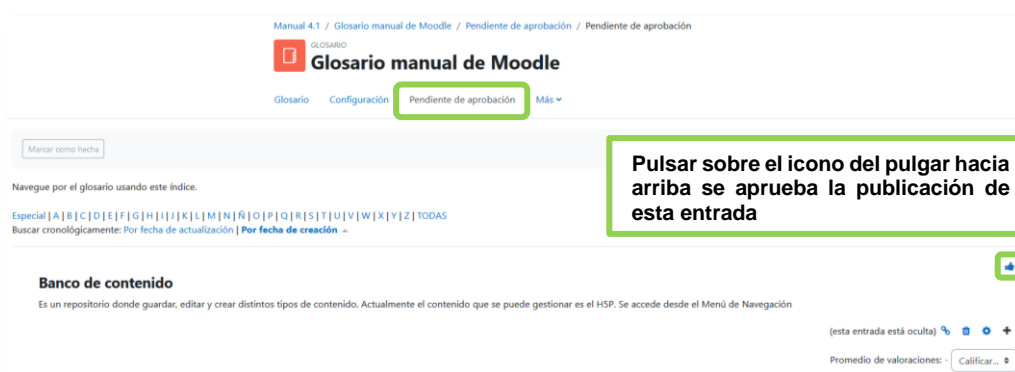 Manual 4.1 / Glosario manual de Moodle / Pendiente de aprobación / Pendiente de aprobación
GLOSARIO
Glosario manual de Moodle
Glosario Configuración Pendiente de aprobación Más
Marcar como hecha
Pulsar sobre el icono del pulgar hacia
arriba se aprueba la publicación de
esta entrada
Navegue por el glosario usando este índice.
Especial | A | B | C | D | E | F | G | H | I | J | K | L | M | N | Ñ | O | P | Q | R | S | T | U | V | W | X | Y | Z | TODAS
Buscar cronológicamente: Por fecha de actualización | Por fecha de creación
Banco de contenido
Es un repositorio donde guardar, editar y crear distintos tipos de contenido. Actualmente el contenido que se puede gestionar es el H5P. Se accede desde el Menú de Navegación
(esta entrada está oculta)
Promedio de valoraciones: - Calificar...